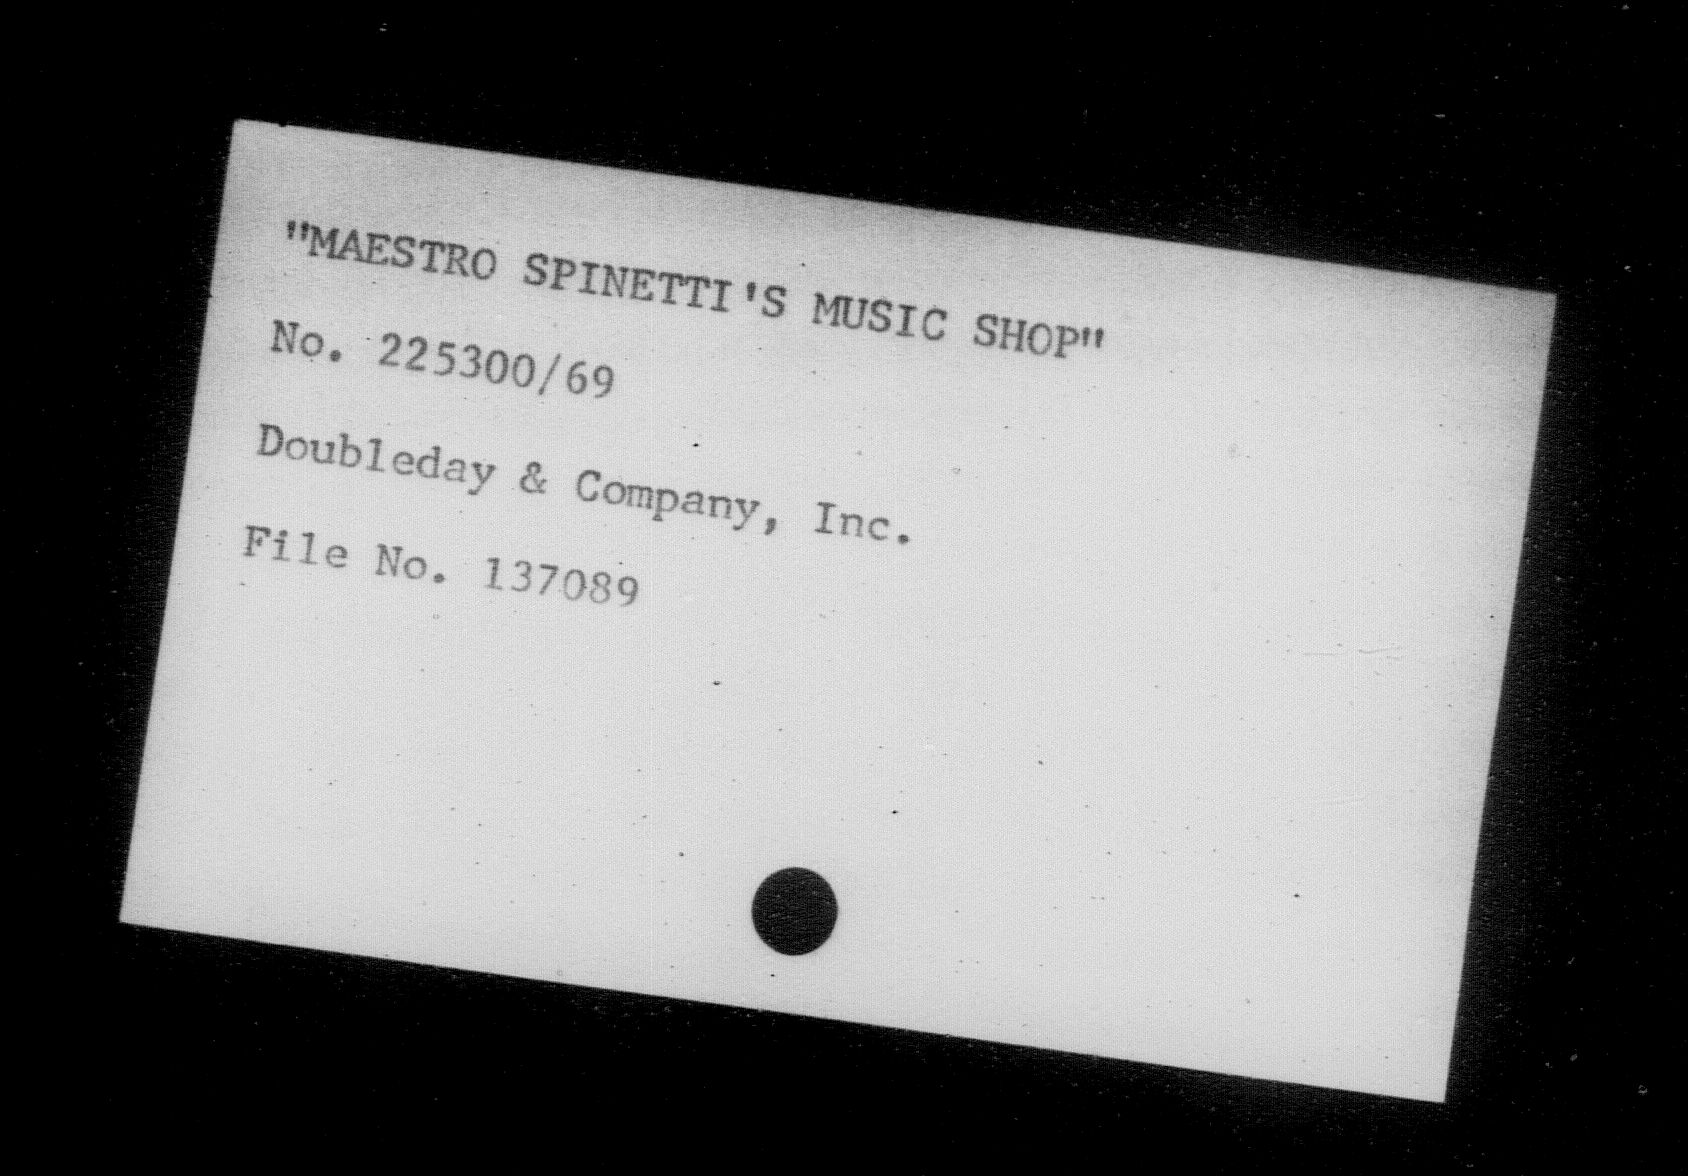 "MAESTRO SPINETTI'S MUSIC SHOP"
No. 225300/69
Doubleday & Company, Inc.
File No. 137089